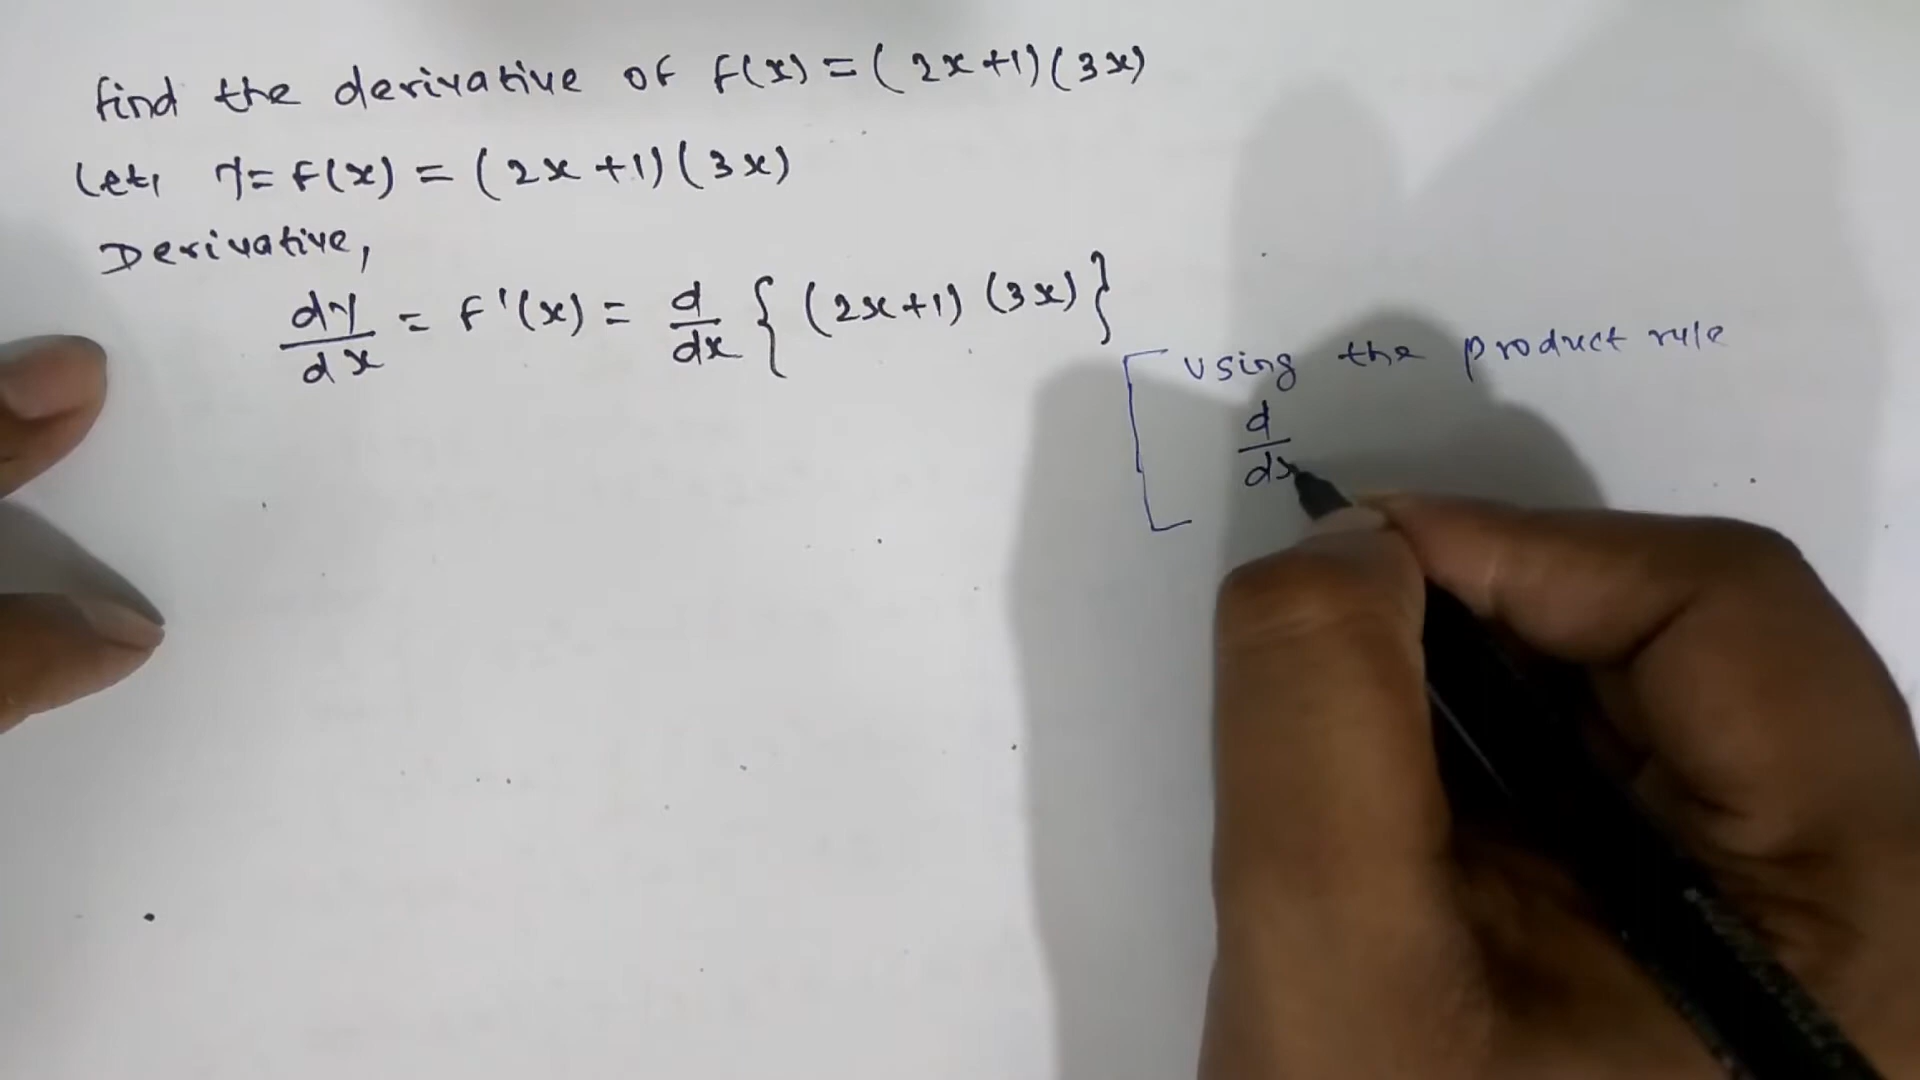 find the derivative of f(x) = (2x+1)(3x)
Let, y = f(x) = (2x+1)(3x)
Derivative,
dy/dx = f'(x) = d/dx { (2x+1) (3x) }
using the product rule
d/dx